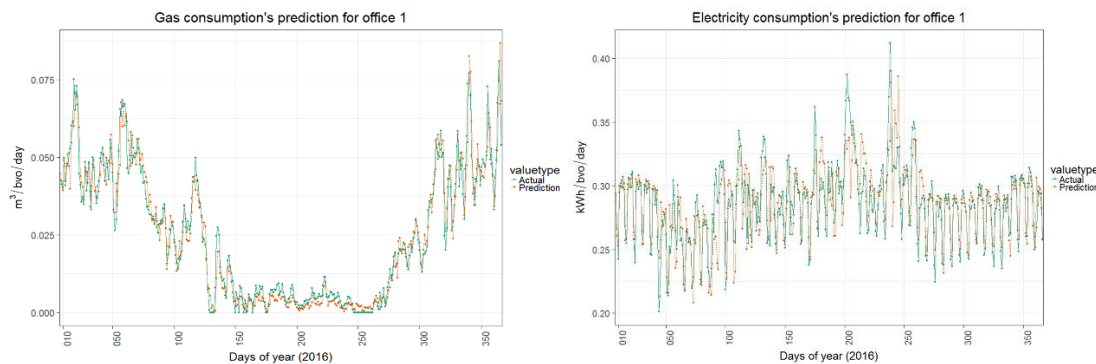 Gas consumption's prediction for office 1
0.075
0.050
0.025
0.000
m³/bvo/day
010
050
100
150
200
250
300
350
Days of year (2016)
valuetype
Actual
Prediction
Electricity consumption's prediction for office 1
0.40
0.35
0.30
0.25
0.20
kWh/bvo/day
010
050
100
150
200
250
300
350
Days of year (2016)
valuetype
Actual
Prediction